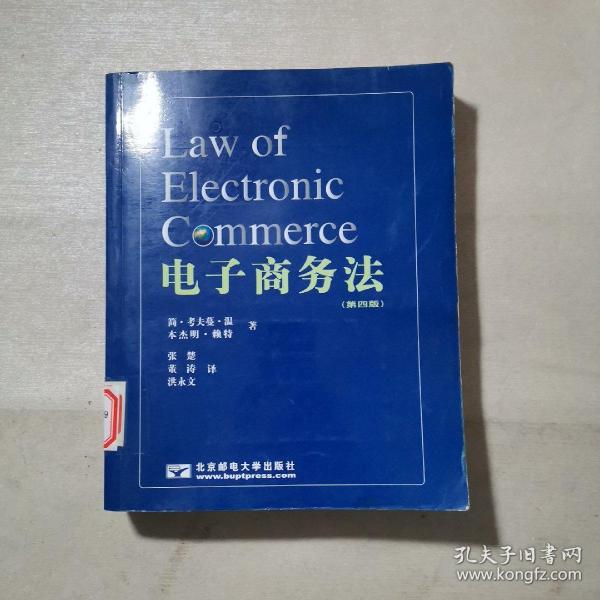 Law of
Electronic
Commerce
电子商务法
(第四版)
简·考夫蔓·温
本杰明·赖特
著
张楚
董涛 译
洪永文
北京邮电大学出版社
www.buptpress.com
9
孔夫子旧书网
www.kongfz.com